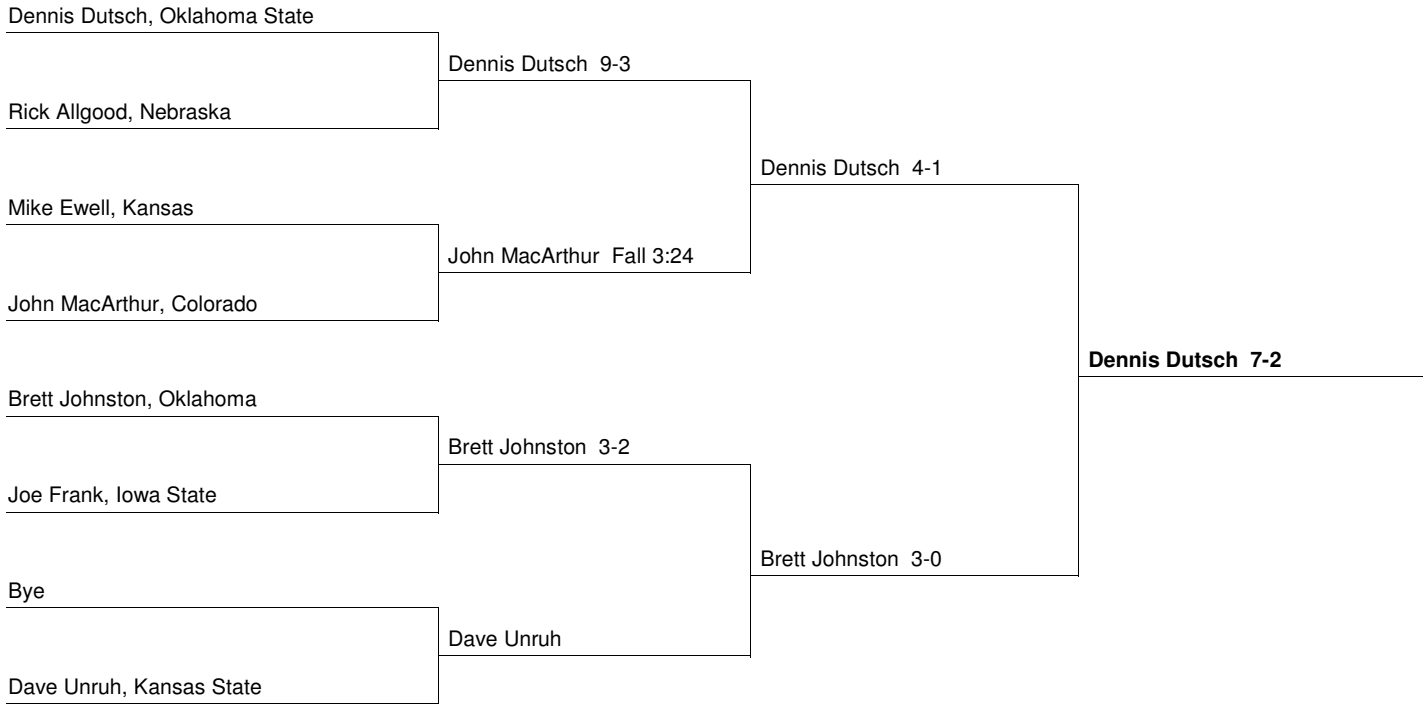 Dennis Dutsch, Oklahoma State
Dennis Dutsch 9-3
Rick Allgood, Nebraska
Dennis Dutsch 4-1
Mike Ewell, Kansas
John MacArthur Fall 3:24
John MacArthur, Colorado
Dennis Dutsch 7-2
Brett Johnston, Oklahoma
Brett Johnston 3-2
Joe Frank, Iowa State
Brett Johnston 3-0
Bye
Dave Unruh
Dave Unruh, Kansas State